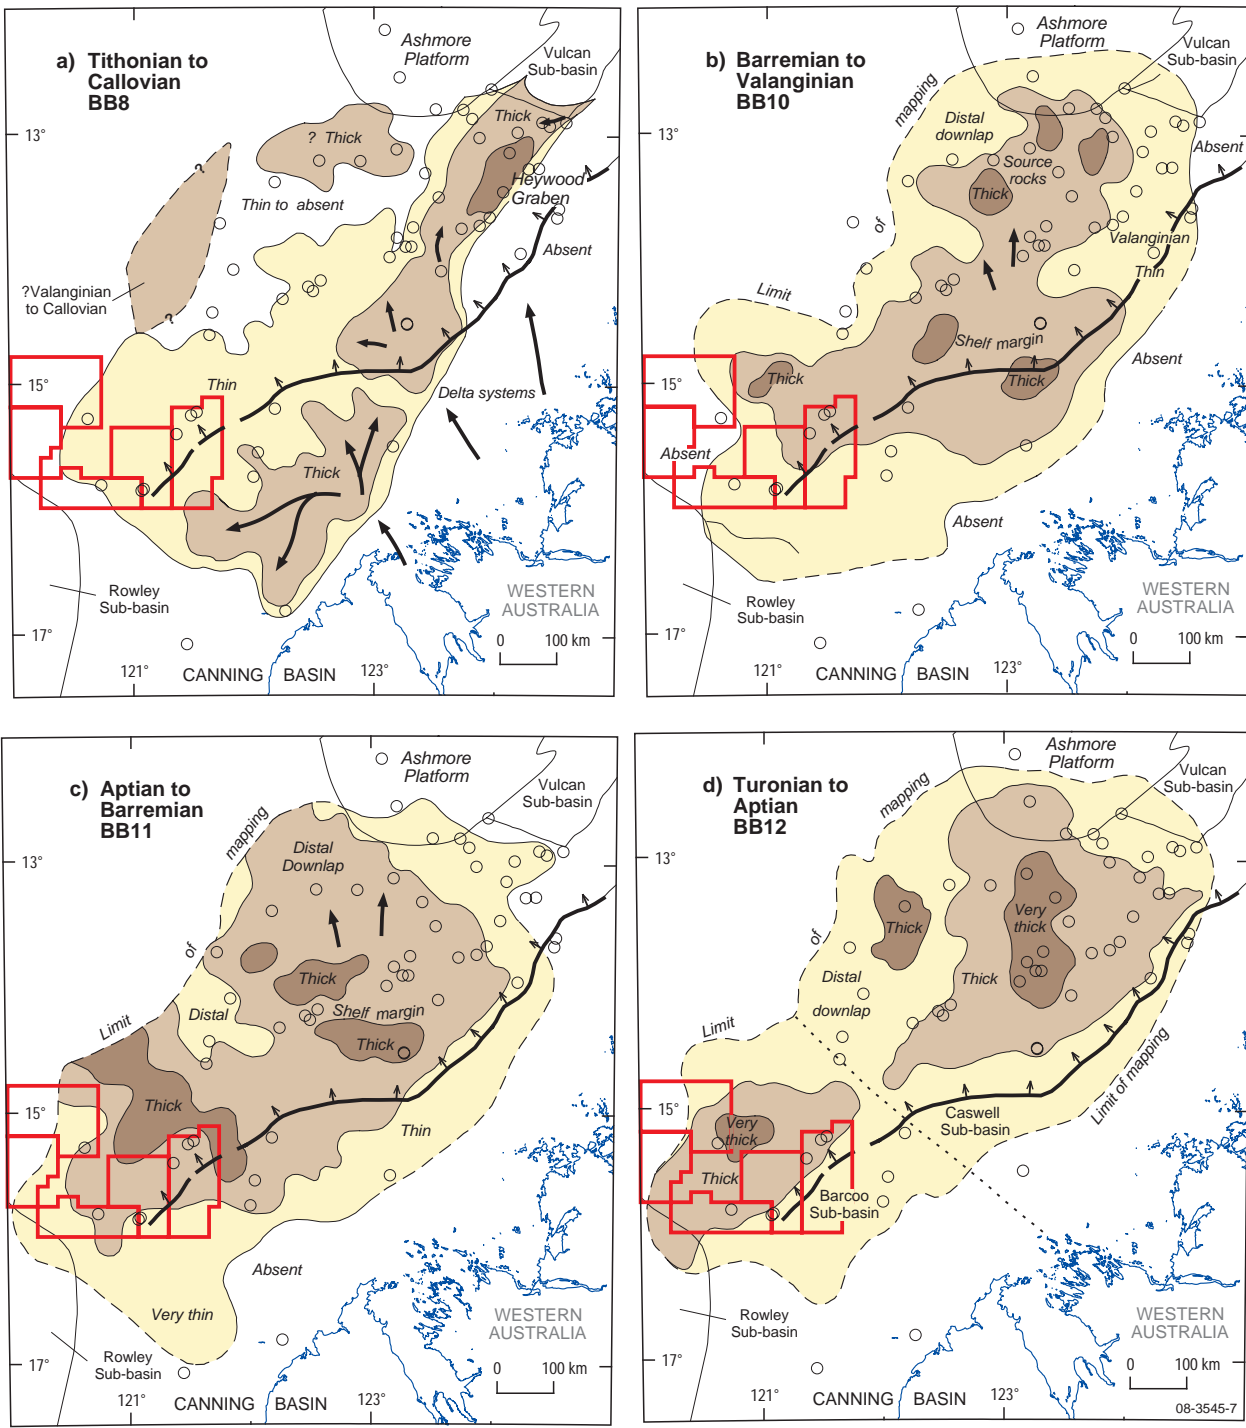 a) Tithonian to
Callovian
BB8
Ashmore
Platform
Vulcan
Sub-basin
13°
? Thick
Thick
?
Heywood
Graben
Thin to absent
Absent
?Valanginian
to Callovian
?
15°
Thin
Delta systems
Thick
Rowley
Sub-basin
WESTERN
AUSTRALIA
17°
0 100 km
121°
123°
CANNING BASIN
b) Barremian to
Valanginian
BB10
Ashmore
Platform
Vulcan
Sub-basin
mapping
13°
Distal
downlap
Absent
Source
rocks
Thick
of
Valanginian
Thin
Limit
Shelf margin
Absent
15°
Thick
Thick
Absent
Absent
Rowley
Sub-basin
WESTERN
AUSTRALIA
17°
0 100 km
121°
123°
CANNING BASIN
c) Aptian to
Barremian
BB11
Ashmore
Platform
Vulcan
Sub-basin
mapping
13°
Distal
Downlap
of
Thick
Distal
Shelf margin
Limit
Thick
15°
Thick
Thin
Absent
Very thin
WESTERN
AUSTRALIA
Rowley
Sub-basin
17°
0 100 km
121°
123°
CANNING BASIN
d) Turonian to
Aptian
BB12
Ashmore
Platform
Vulcan
Sub-basin
mapping
13°
Very
thick
Thick
of
Distal
downlap
Thick
Limit
Limit of mapping
15°
Very
thick
Caswell
Sub-basin
Thick
Barcoo
Sub-basin
Rowley
Sub-basin
WESTERN
AUSTRALIA
17°
0 100 km
121°
123°
CANNING BASIN
08-3545-7